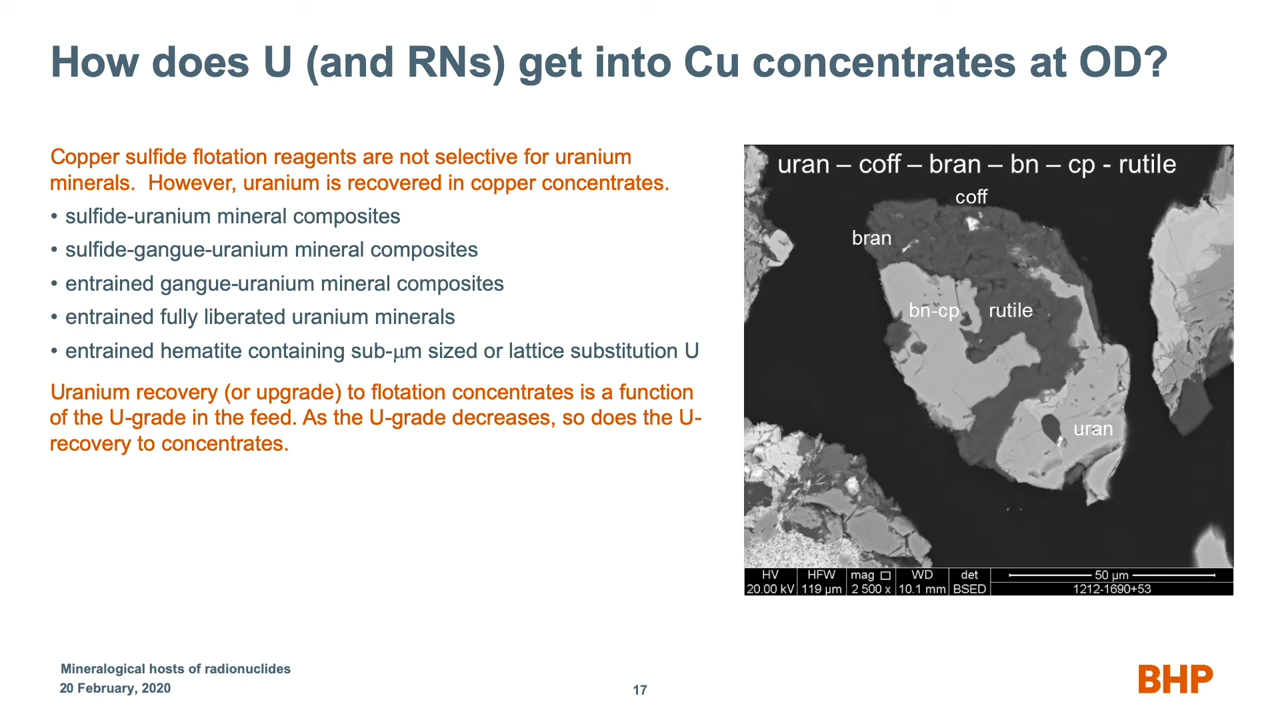 How does U (and RNs) get into Cu concentrates at OD?
Copper sulfide flotation reagents are not selective for uranium
minerals.  However, uranium is recovered in copper concentrates.
• sulfide-uranium mineral composites
• sulfide-gangue-uranium mineral composites
• entrained gangue-uranium mineral composites
• entrained fully liberated uranium minerals
• entrained hematite containing sub-μm sized or lattice substitution U
Uranium recovery (or upgrade) to flotation concentrates is a function
of the U-grade in the feed. As the U-grade decreases, so does the U-
recovery to concentrates.
uran – coff – bran – bn – cp - rutile
coff
bran
bn-cp
rutile
uran
HV HFW mag WD det 50 μm
20.00 kV 119 μm 2 500 x 10.1 mm BSED 1212-1690+53
Mineralogical hosts of radionuclides
20 February, 2020
17
BHP